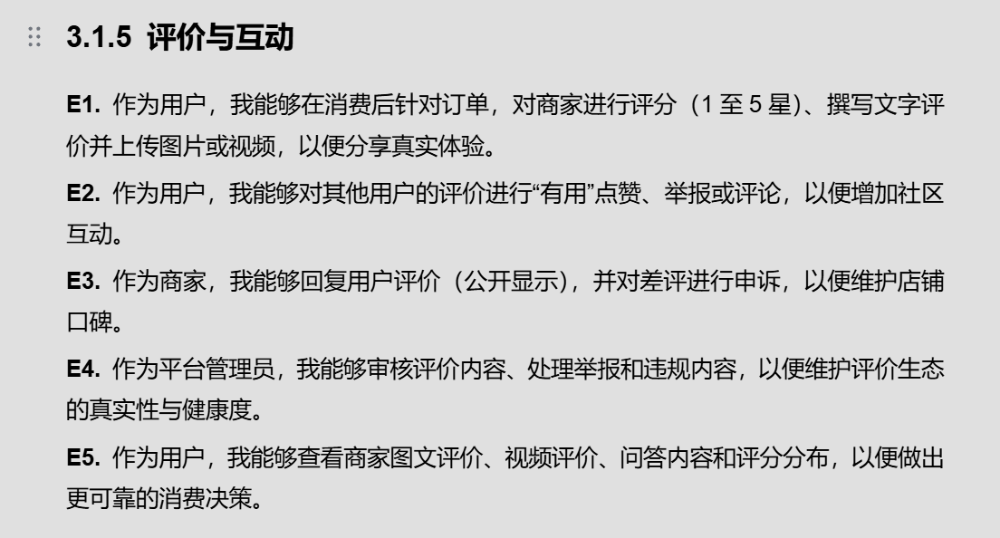 3.1.5 评价与互动
E1. 作为用户，我能够在消费后针对订单，对商家进行评分（1 至 5 星）、撰写文字评
价并上传图片或视频，以便分享真实体验。
E2. 作为用户，我能够对其他用户的评价进行“有用”点赞、举报或评论，以便增加社区
互动。
E3. 作为商家，我能够回复用户评价（公开显示），并对差评进行申诉，以便维护店铺
口碑。
E4. 作为平台管理员，我能够审核评价内容、处理举报和违规内容，以便维护评价生态
的真实性与健康度。
E5. 作为用户，我能够查看商家图文评价、视频评价、问答内容和评分分布，以便做出
更可靠的消费决策。